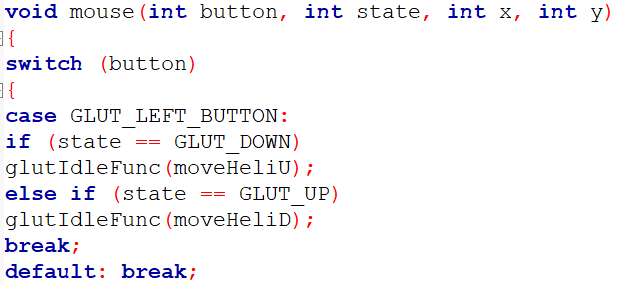 void mouse(int button, int state, int x, int y)
{
switch (button)
{
case GLUT_LEFT_BUTTON:
if (state == GLUT_DOWN)
glutIdleFunc(moveHeliU);
else if (state == GLUT_UP)
glutIdleFunc(moveHeliD);
break;
default: break;